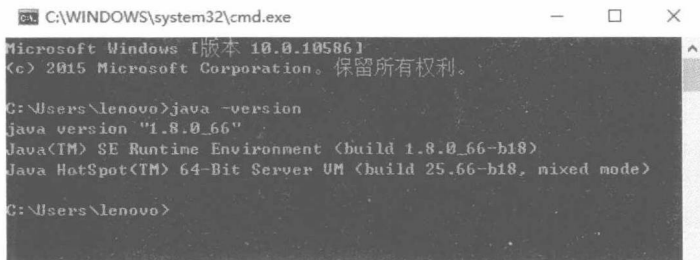 C:\WINDOWS\system32\cmd.exe
Microsoft Windows [版本 10.0.10586]
(c) 2015 Microsoft Corporation。保留所有权利。
C:\Users\lenovo>java -version
java version "1.8.0_66"
Java(TM) SE Runtime Environment (build 1.8.0_66-b18)
Java HotSpot(TM) 64-Bit Server VM (build 25.66-b18, mixed mode)
C:\Users\lenovo>